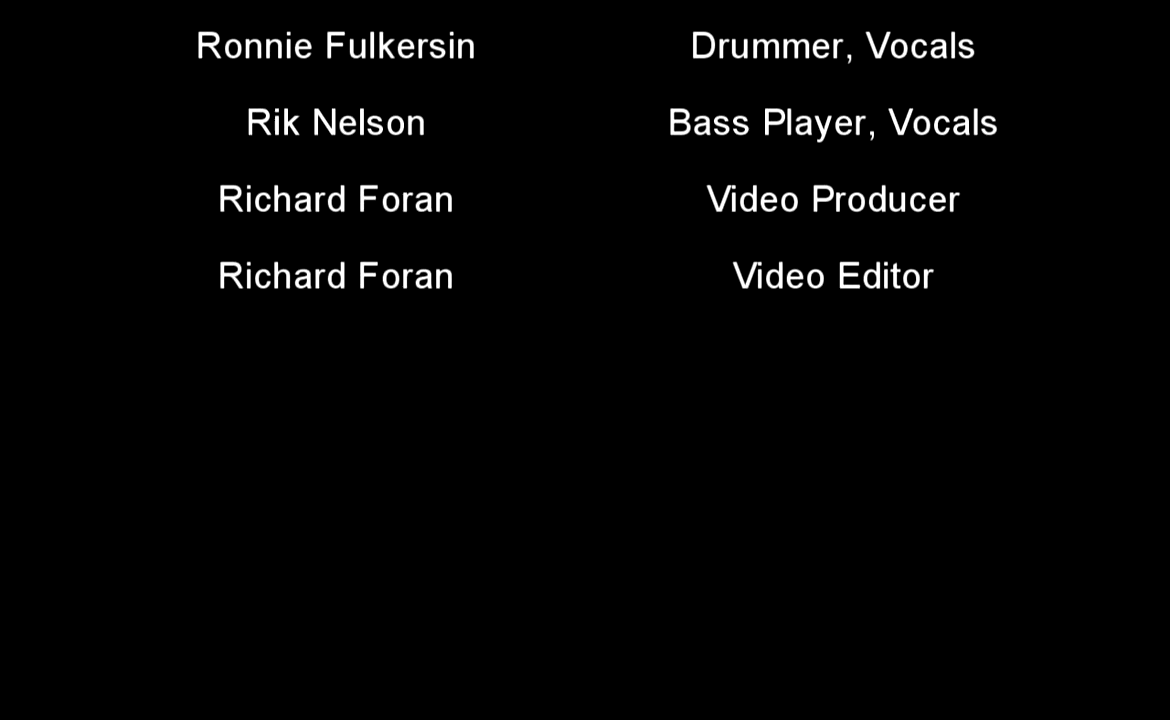 Ronnie Fulkersin Drummer, Vocals
Rik Nelson Bass Player, Vocals
Richard Foran Video Producer
Richard Foran Video Editor